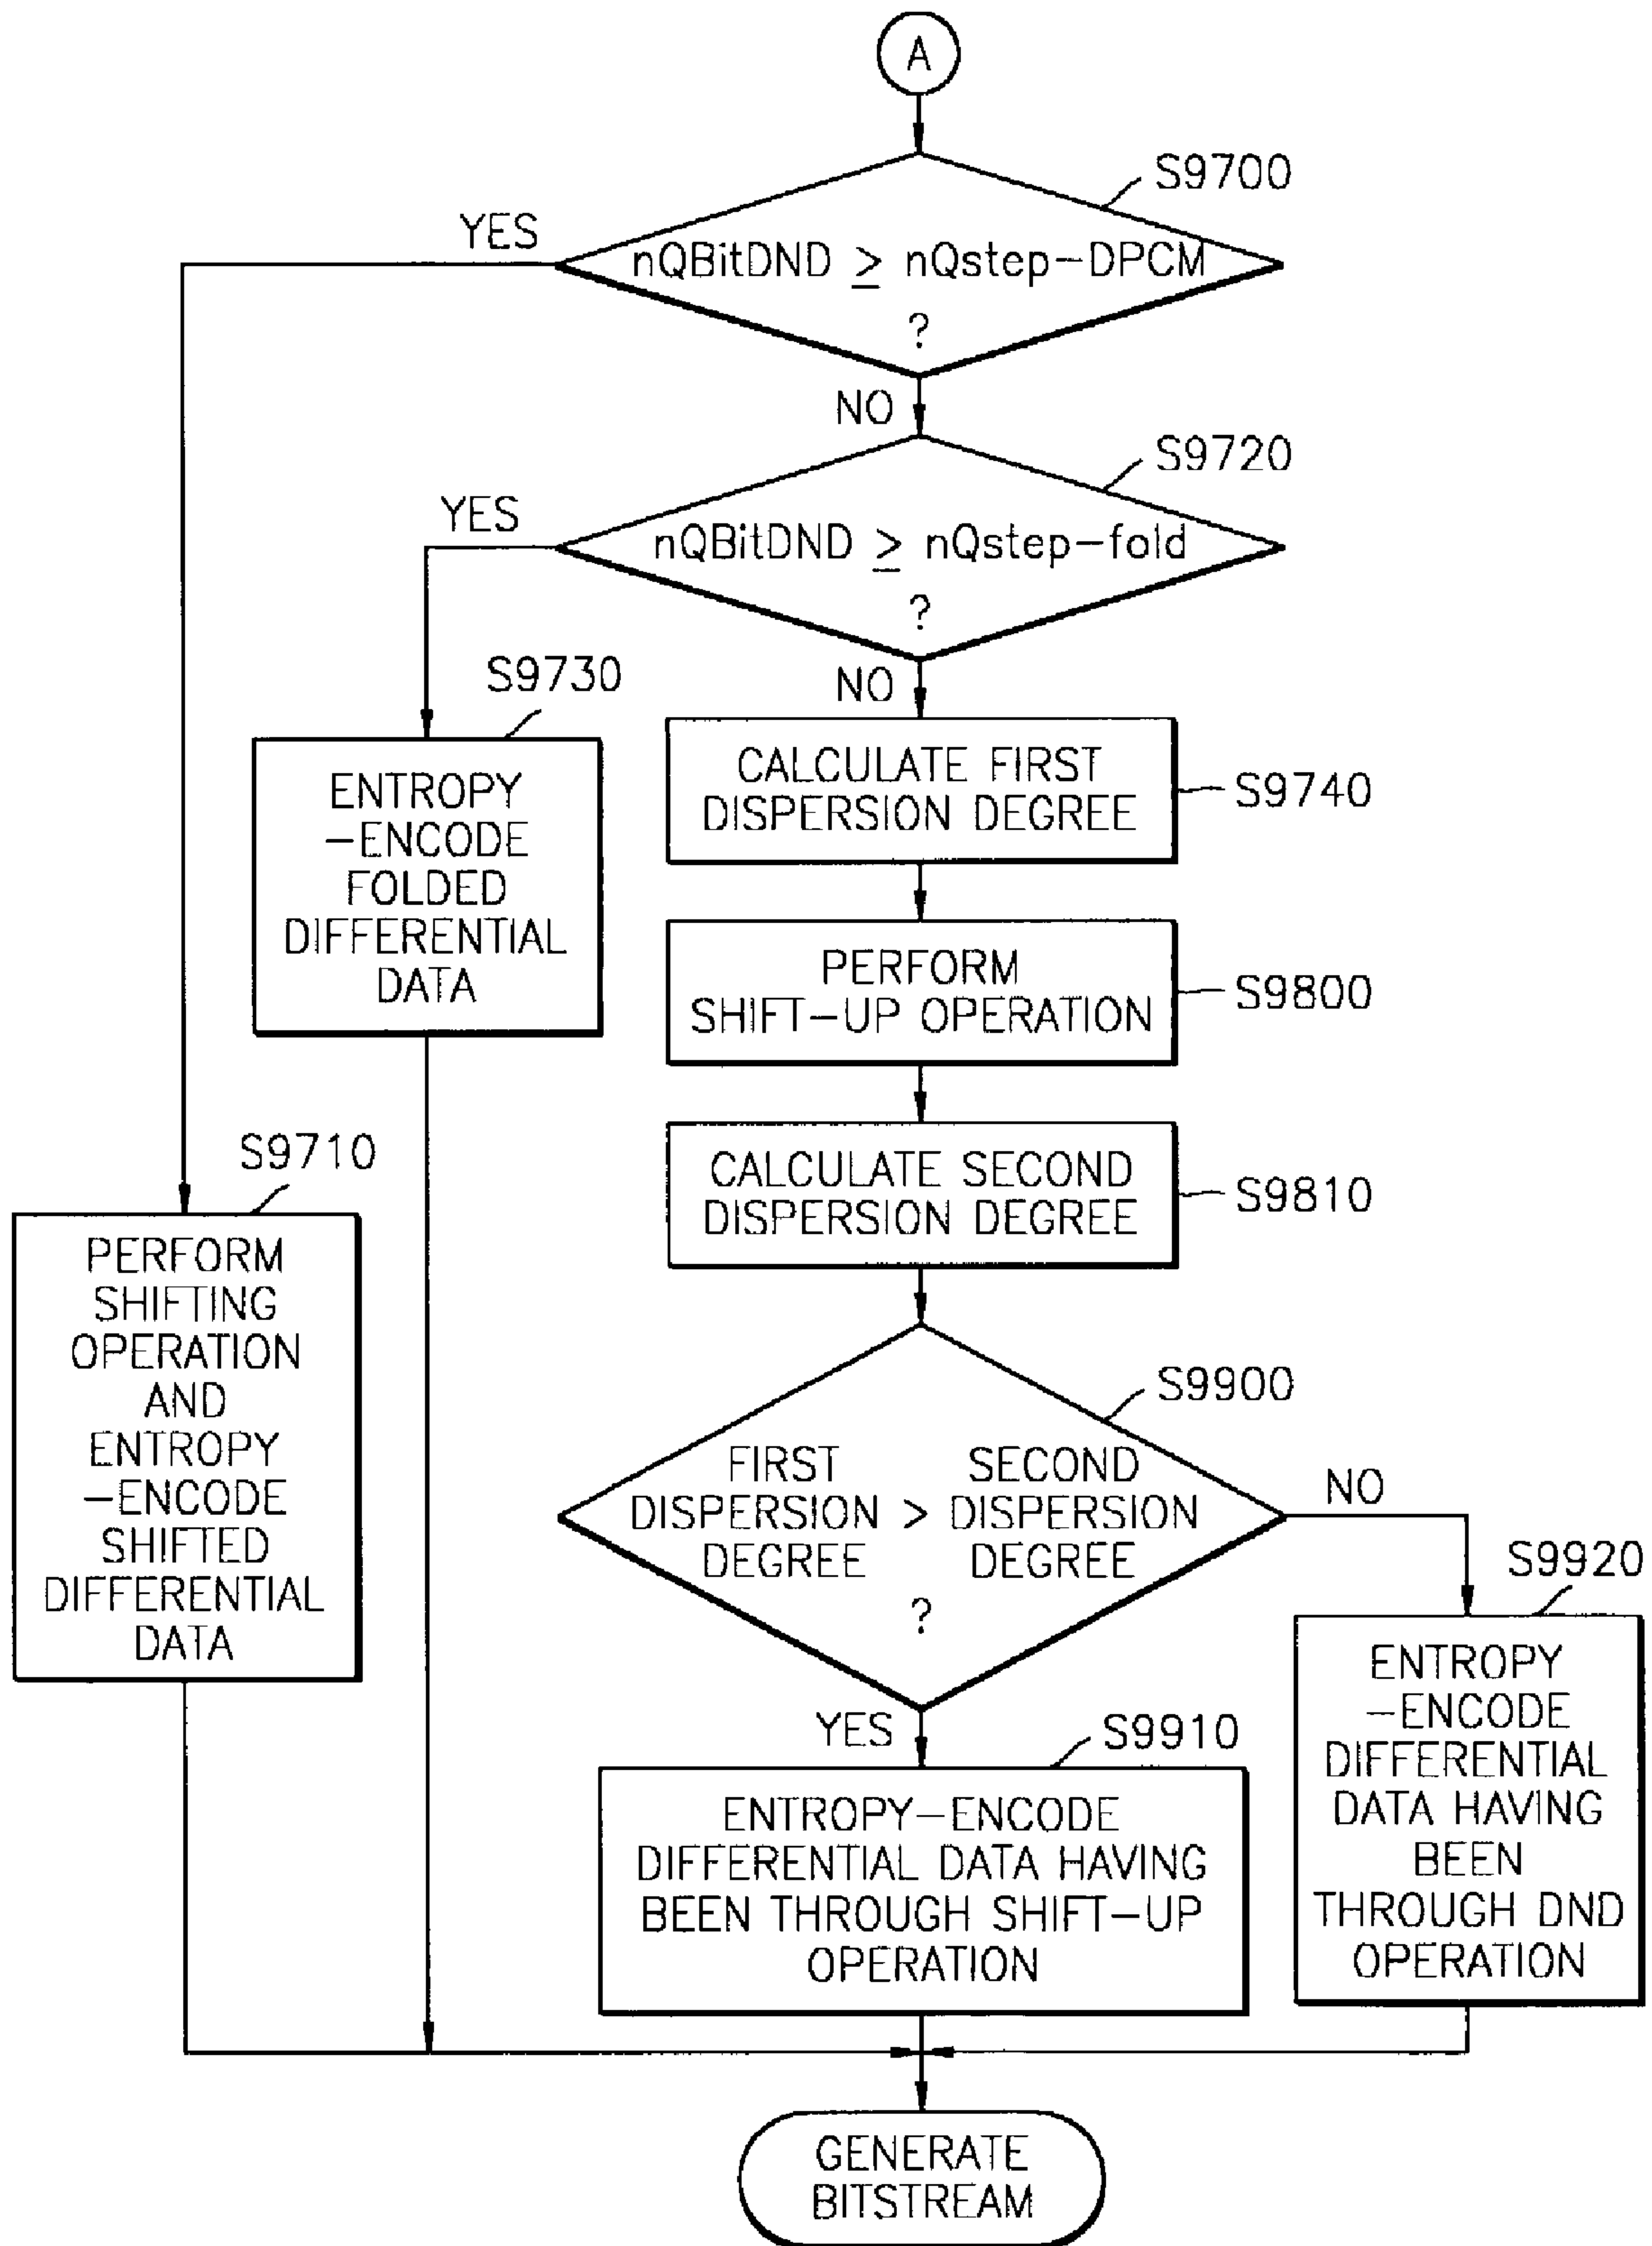 A
S9700
YES
nQBitDND ≥ nQstep-DPCM
?
NO
S9720
YES
nQBitDND ≥ nQstep-fold
?
NO
S9730
ENTROPY
-ENCODE
FOLDED
DIFFERENTIAL
DATA
CALCULATE FIRST
DISPERSION DEGREE
S9740
PERFORM
SHIFT-UP OPERATION
S9800
CALCULATE SECOND
DISPERSION DEGREE
S9810
S9710
PERFORM
SHIFTING
OPERATION
AND
ENTROPY
-ENCODE
SHIFTED
DIFFERENTIAL
DATA
S9900
FIRST SECOND
DISPERSION > DISPERSION
DEGREE DEGREE
?
NO
YES
S9920
ENTROPY
-ENCODE
DIFFERENTIAL
DATA HAVING
BEEN
THROUGH DND
OPERATION
S9910
ENTROPY-ENCODE
DIFFERENTIAL DATA HAVING
BEEN THROUGH SHIFT-UP
OPERATION
GENERATE
BITSTREAM